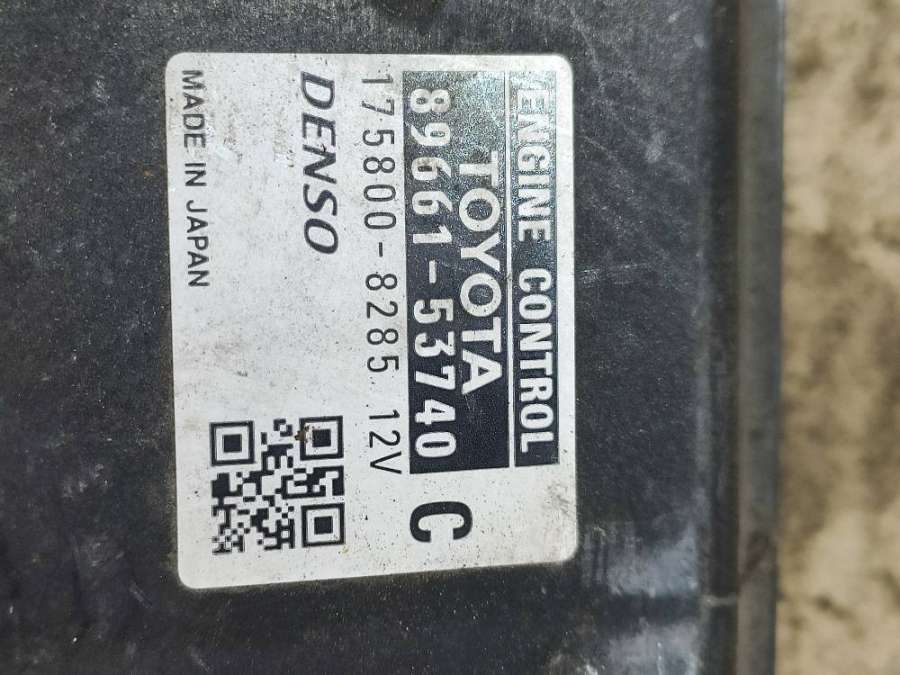 ENGINE CONTROL
TOYOTA
89661-53740 C
175800-8285 12V
DENSO
MADE IN JAPAN